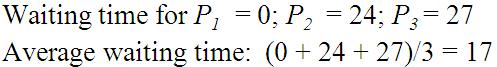 Waiting time for P₁ = 0; P₂ = 24; P₃ = 27
Average waiting time: (0 + 24 + 27)/3 = 17